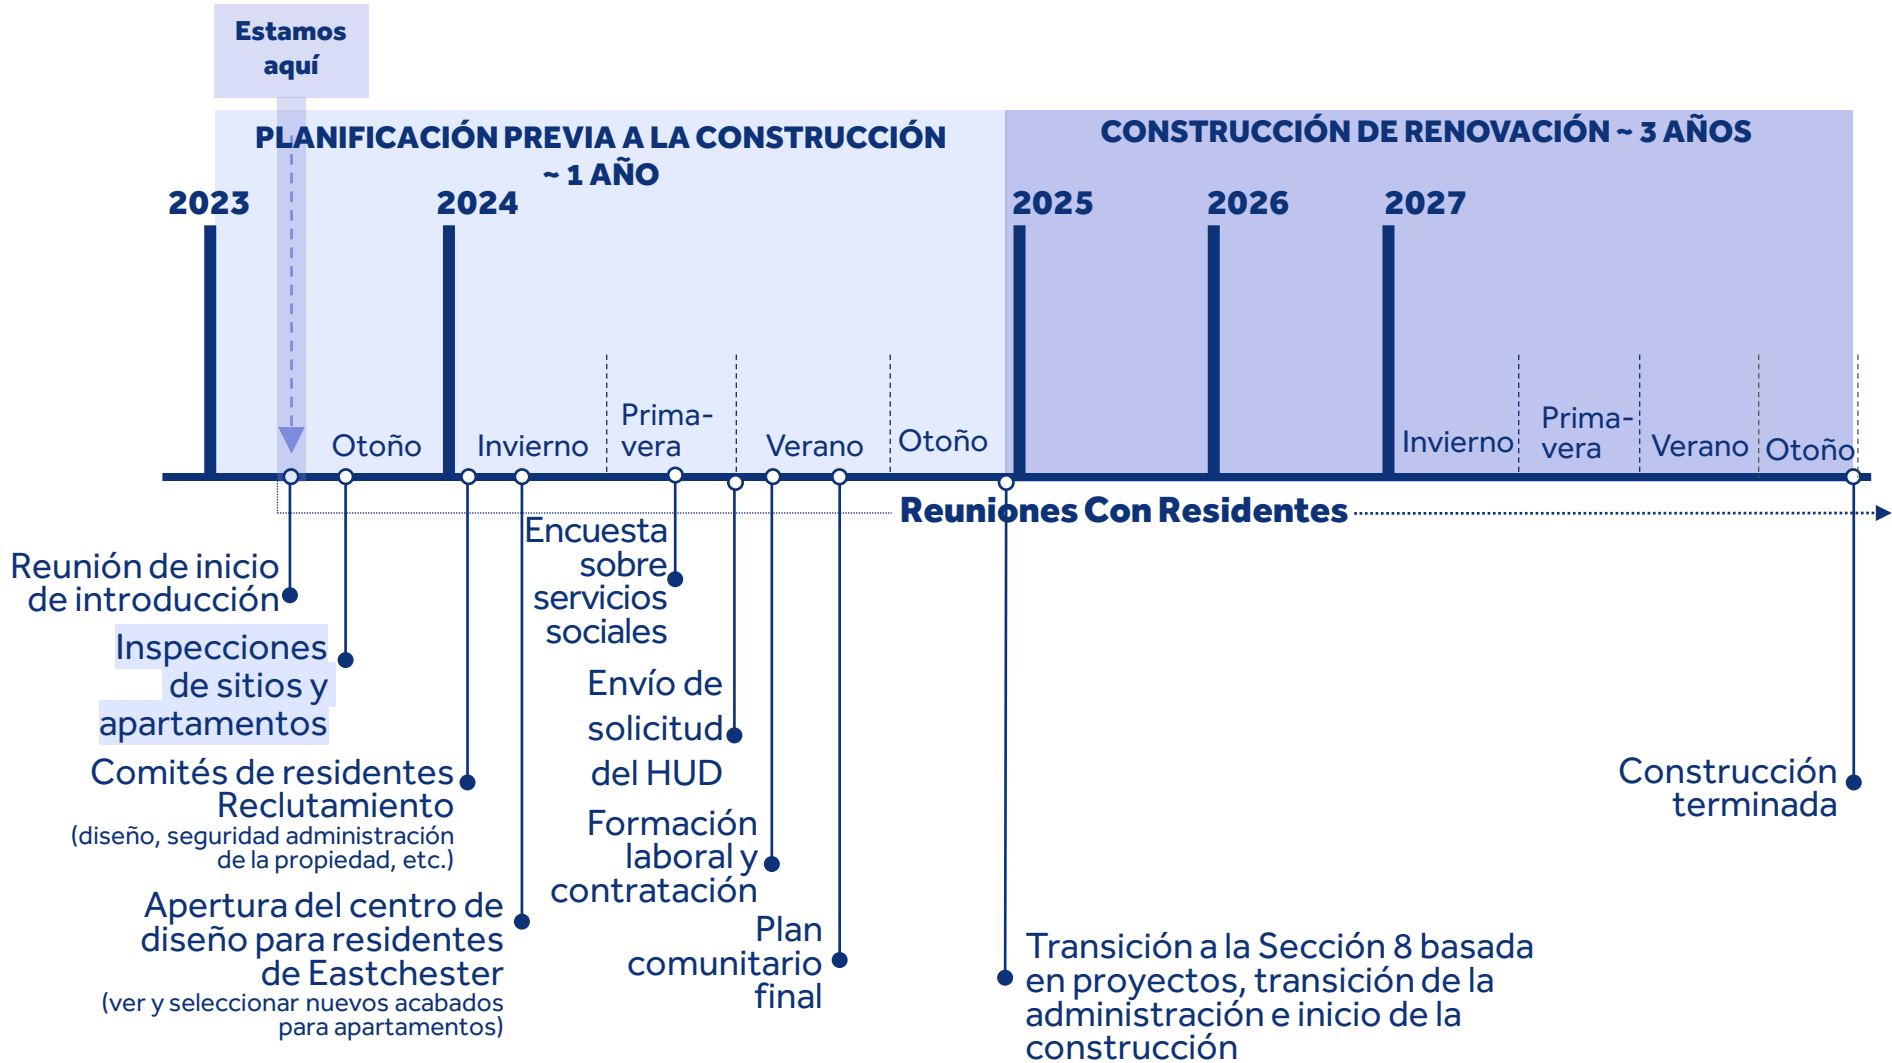 Estamos
aquí
PLANIFICACIÓN PREVIA A LA CONSTRUCCIÓN
~ 1 AÑO
CONSTRUCCIÓN DE RENOVACIÓN ~ 3 AÑOS
2023
2024
2025
2026
2027
Otoño
Invierno
Prima-
vera
Verano
Otoño
Invierno
Prima-
vera
Verano
Otoño
Reuniones Con Residentes
Reunión de inicio
de introducción
Inspecciones
de sitios y
apartamentos
Comités de residentes
Reclutamiento
(diseño, seguridad administración
de la propiedad, etc.)
Apertura del centro de
diseño para residentes
de Eastchester
(ver y seleccionar nuevos acabados
para apartamentos)
Encuesta
sobre
servicios
sociales
Envío de
solicitud
del HUD
Formación
laboral y
contratación
Plan
comunitario
final
Transición a la Sección 8 basada
en proyectos, transición de la
administración e inicio de la
construcción
Construcción
terminada